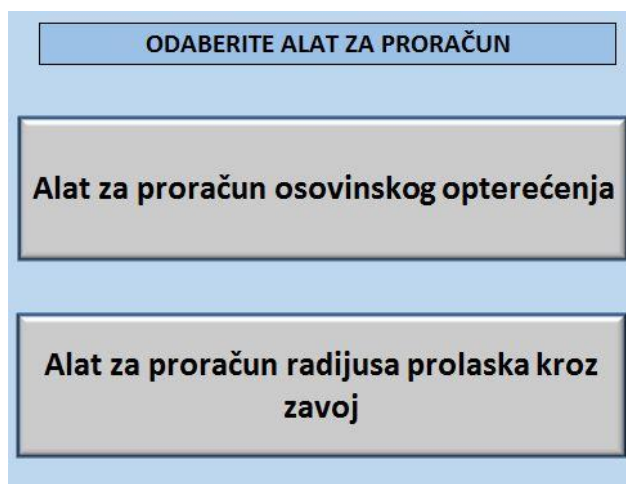 ODABERITE ALAT ZA PRORAČUN
Alat za proračun osovinskog opterećenja
Alat za proračun radijusa prolaska kroz
zavoj